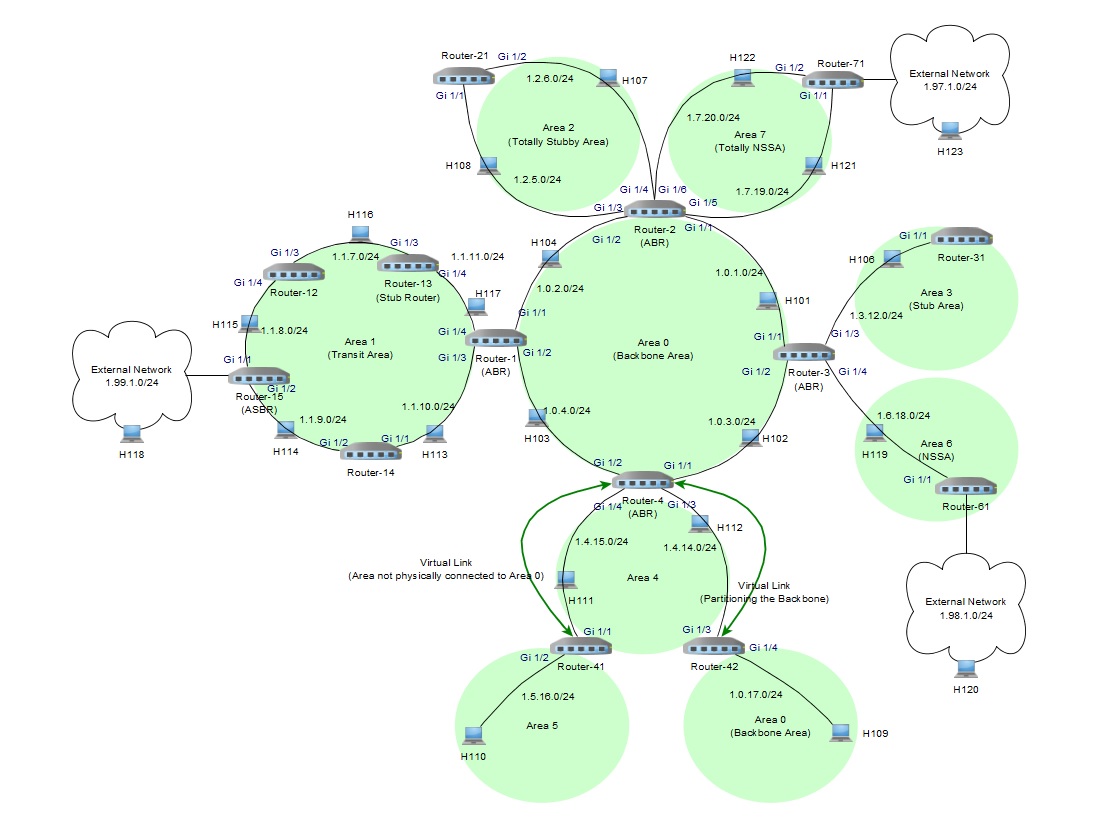 Router-21
Gi 1/2
Gi 1/1
1.2.6.0/24
H107
Area 2
(Totally Stubby Area)
H108
1.2.5.0/24
Gi 1/4
Gi 1/3
H122
Gi 1/2
Router-71
Gi 1/1
1.7.20.0/24
Area 7
(Totally NSSA)
H121
1.7.19.0/24
Gi 1/6
Gi 1/5
External Network
1.97.1.0/24
H123
Router-2
(ABR)
Gi 1/2
Gi 1/1
H104
1.0.2.0/24
1.0.1.0/24
H101
H116
Gi 1/3
Gi 1/3
1.1.7.0/24
1.1.11.0/24
Gi 1/4
Router-12
Router-13
(Stub Router)
Gi 1/4
H117
H115
1.1.8.0/24
Area 1
(Transit Area)
Gi 1/4
Gi 1/3
Gi 1/1
Gi 1/2
Router-1
(ABR)
External Network
1.99.1.0/24
H118
Gi 1/1
Gi 1/2
Router-15
(ASBR)
1.1.9.0/24
H114
Gi 1/2
Gi 1/1
Router-14
1.1.10.0/24
H113
Area 0
(Backbone Area)
1.0.4.0/24
H103
1.0.3.0/24
H102
Gi 1/1
Gi 1/2
Router-3
(ABR)
Gi 1/3
Gi 1/4
H106
Gi 1/1
Router-31
Area 3
(Stub Area)
1.3.12.0/24
1.6.18.0/24
H119
Area 6
(NSSA)
Gi 1/1
Router-61
External Network
1.98.1.0/24
H120
Gi 1/2
Gi 1/1
Router-4
(ABR)
Gi 1/4
Gi 1/3
H112
1.4.15.0/24
1.4.14.0/24
Area 4
H111
Virtual Link
(Area not physically connected to Area 0)
Virtual Link
(Partitioning the Backbone)
Gi 1/1
Gi 1/2
Router-41
Gi 1/3
Gi 1/4
Router-42
1.5.16.0/24
Area 5
H110
1.0.17.0/24
Area 0
(Backbone Area)
H109